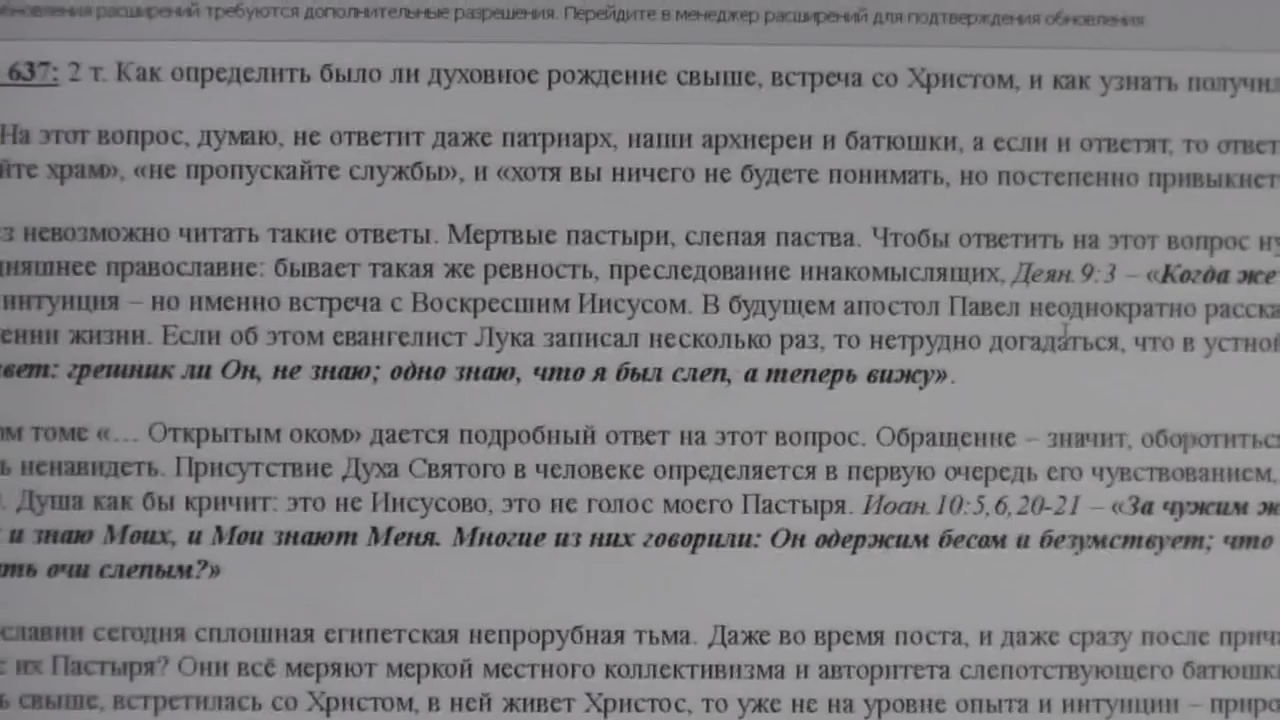 бновления расширений требуются дополнительные разрешения. Перейдите в менеджер расширений для подтверждения обновления
637: 2 т. Как определить было ли духовное рождение свыше, встреча со Христом, и как узнать получил
На этот вопрос, думаю, не ответит даже патриарх, наши архиереи и батюшки, а если и ответят, то ответ
йте храм», «не пропускайте службы», и «хотя вы ничего не будете понимать, но постепенно привыкнет
з невозможно читать такие ответы. Мертвые пастыри, слепая паства. Чтобы ответить на этот вопрос ну
дняшнее православие: бывает такая же ревность, преследование инакомыслящих, Деян.9:3 – «Когда же
интуиция – но именно встреча с Воскресшим Иисусом. В будущем апостол Павел неоднократно расска
ении жизни. Если об этом евангелист Лука записал несколько раз, то нетрудно догадаться, что в устной
вет: грешник ли Он, не знаю; одно знаю, что я был слеп, а теперь вижу».
ом томе «… Открытым оком» дается подробный ответ на этот вопрос. Обращение – значит, оборотиться
ь ненавидеть. Присутствие Духа Святого в человеке определяется в первую очередь его чувствованием,
. Душа как бы кричит: это не Иисусово, это не голос моего Пастыря. Иоан.10:5,6,20-21 – «За чужим ж
и знаю Моих, и Мои знают Меня. Многие из них говорили: Он одержим бесом и безумствует; что
ть очи слепым?»
славии сегодня сплошная египетская непрорубная тьма. Даже во время поста, и даже сразу после прич
с их Пастыря? Они всё меряют меркой местного коллективизма и авторитета слепотствующего батюшк
ь свыше, встретилась со Христом, в ней живет Христос, то уже не на уровне опыта и интуиции – приро